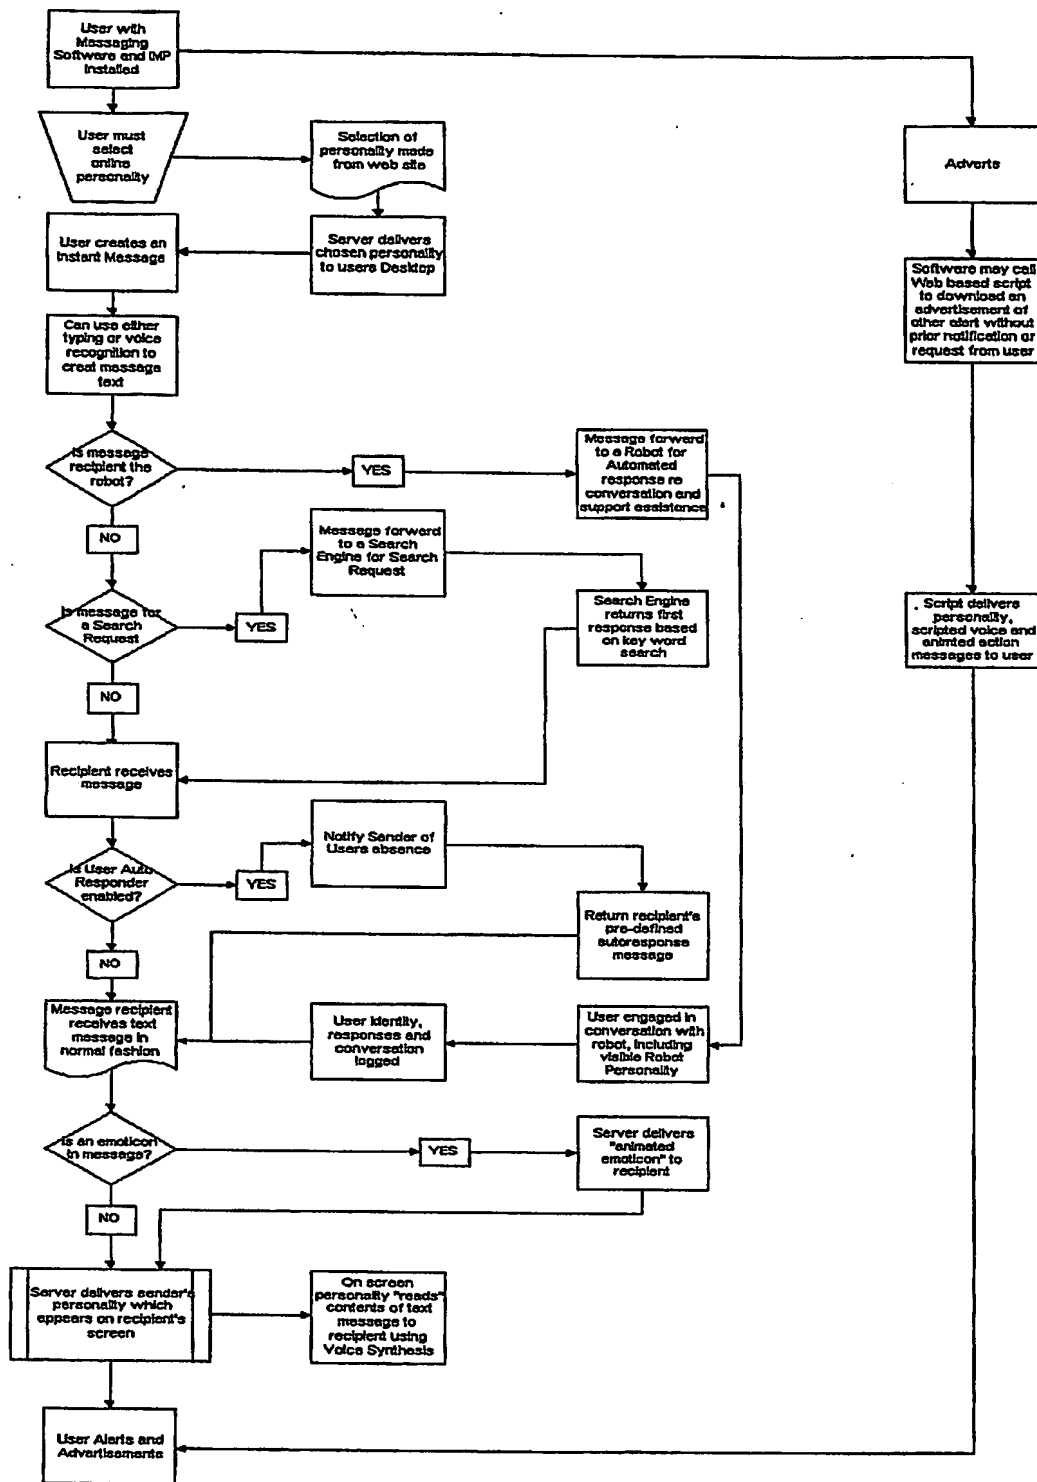 User with
Messaging
Software and IMP
Installed
User must
select
online
personality
Selection of
personality made
from web site
Adverts
User creates an
Instant Message
Server delivers
chosen personality
to users Desktop
Software may call
Web based script
to download an
advertisement of
other alert without
prior notification or
request from user
Can use either
typing or voice
recognition to
creat message
text
Is message
recipient the
robot?
YES
Message forward
to a Robot for
Automated
response re
conversation and
support assistance
NO
Message forward
to a Search
Engine for Search
Request
Is message for
a Search
Request
YES
Search Engine
returns first
response based
on key word
search
Script delivers
personality,
scripted voice and
animted action
messages to user
NO
Recipient receives
message
Notify Sender of
Users absence
Is User Auto
Responder
enabled?
YES
Return recipient's
pre-defined
autoresponse
message
NO
Message recipient
receives text
message in
normal fashion
User identity,
responses and
conversation
logged
User engaged in
conversation with
robot, including
visible Robot
Personality
Is an emoticon
in message?
YES
Server delivers
"animated
emoticon" to
recipient
NO
Server delivers sender's
personality which
appears on recipient's
screen
On screen
personality "reads"
contents of text
message to
recipient using
Voice Synthesis
User Alerts and
Advertisements